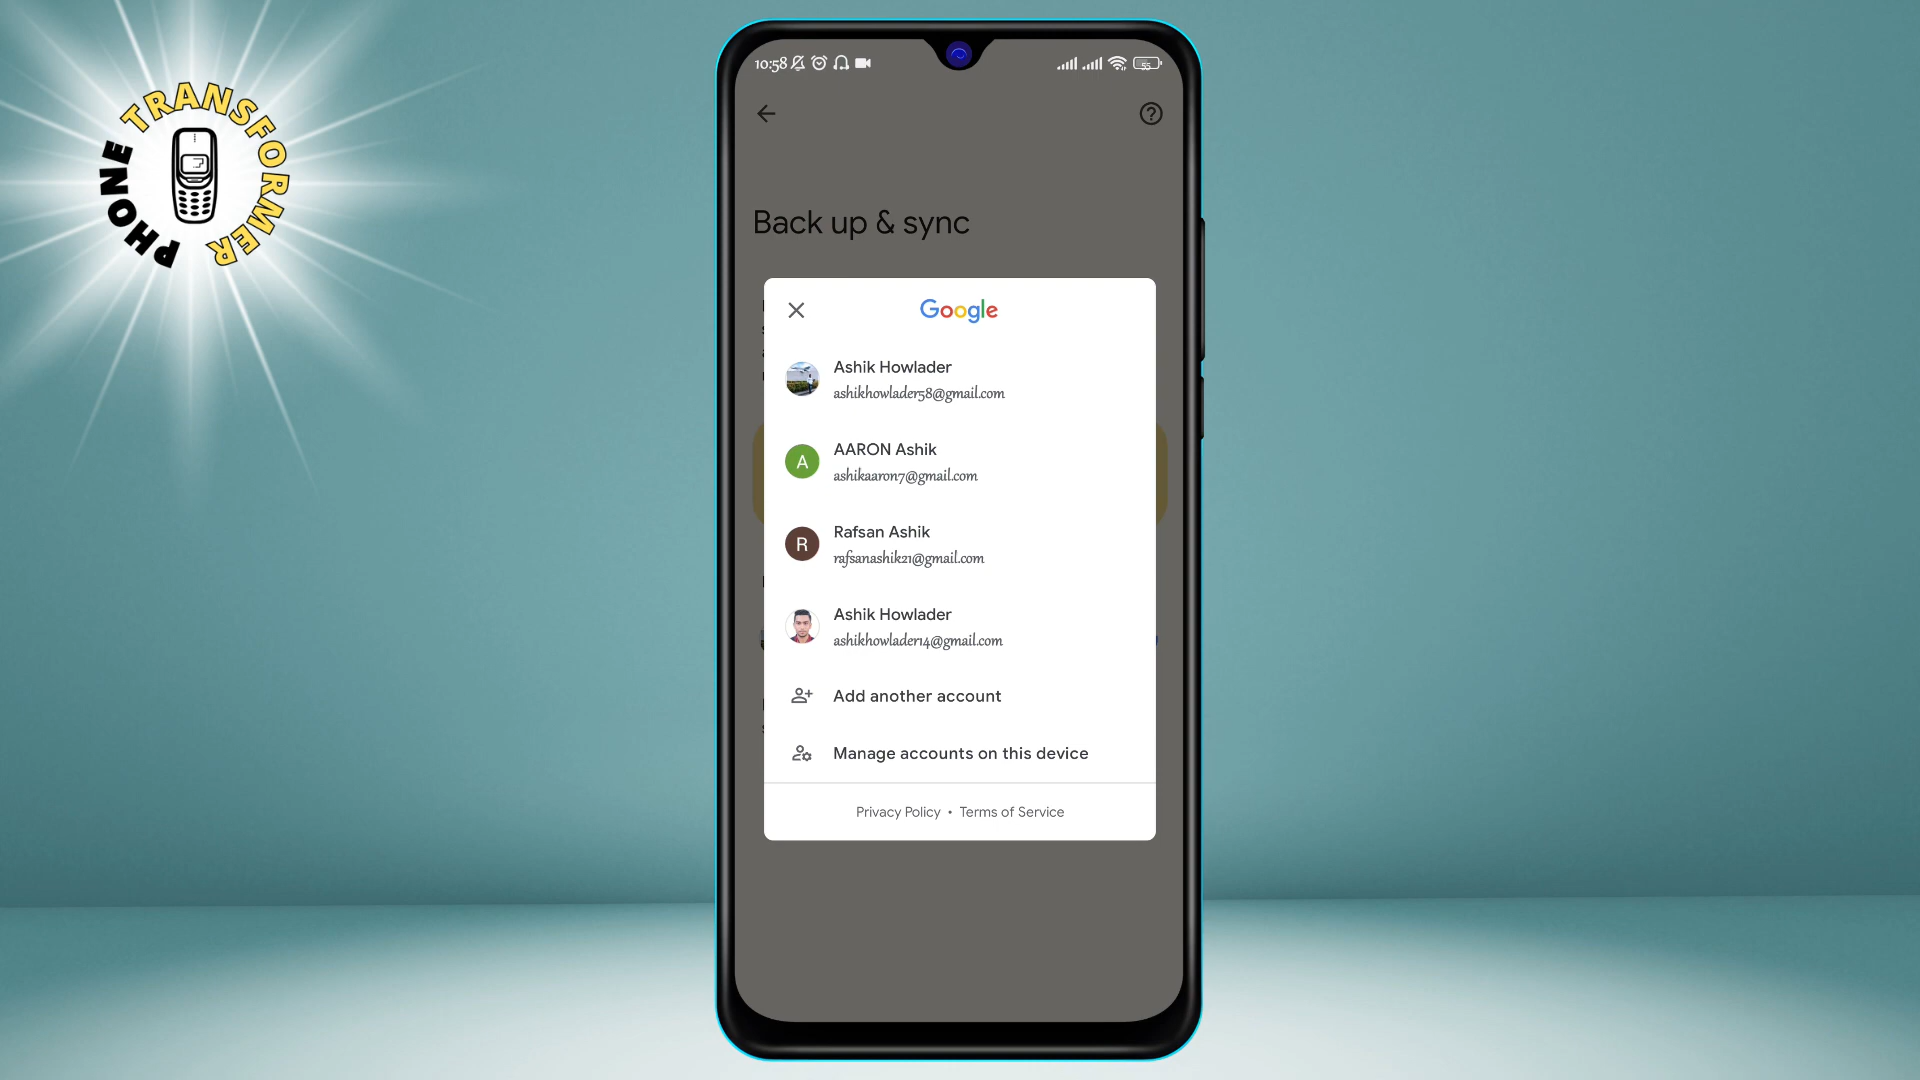 PHONE TRANSFORMER
10:58
55
Back up & sync
Google
Ashik Howlader
ashikhowlader58@gmail.com
A
AARON Ashik
ashikaaron7@gmail.com
R
Rafsan Ashik
rafsanashik21@gmail.com
Ashik Howlader
ashikhowlader14@gmail.com
Add another account
Manage accounts on this device
Privacy Policy • Terms of Service